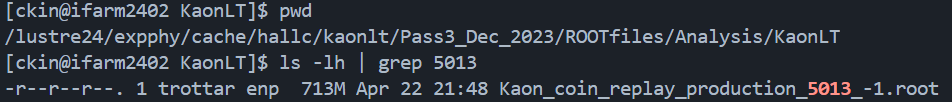 [ckin@ifarm2402 KaonLT]$ pwd
/lustre24/expphy/cache/hallc/kaonlt/Pass3_Dec_2023/ROOTfiles/Analysis/KaonLT
[ckin@ifarm2402 KaonLT]$ ls -lh | grep 5013
-r--r--r--. 1 trottar enp  713M Apr 22 21:48 Kaon_coin_replay_production_5013_-1.root